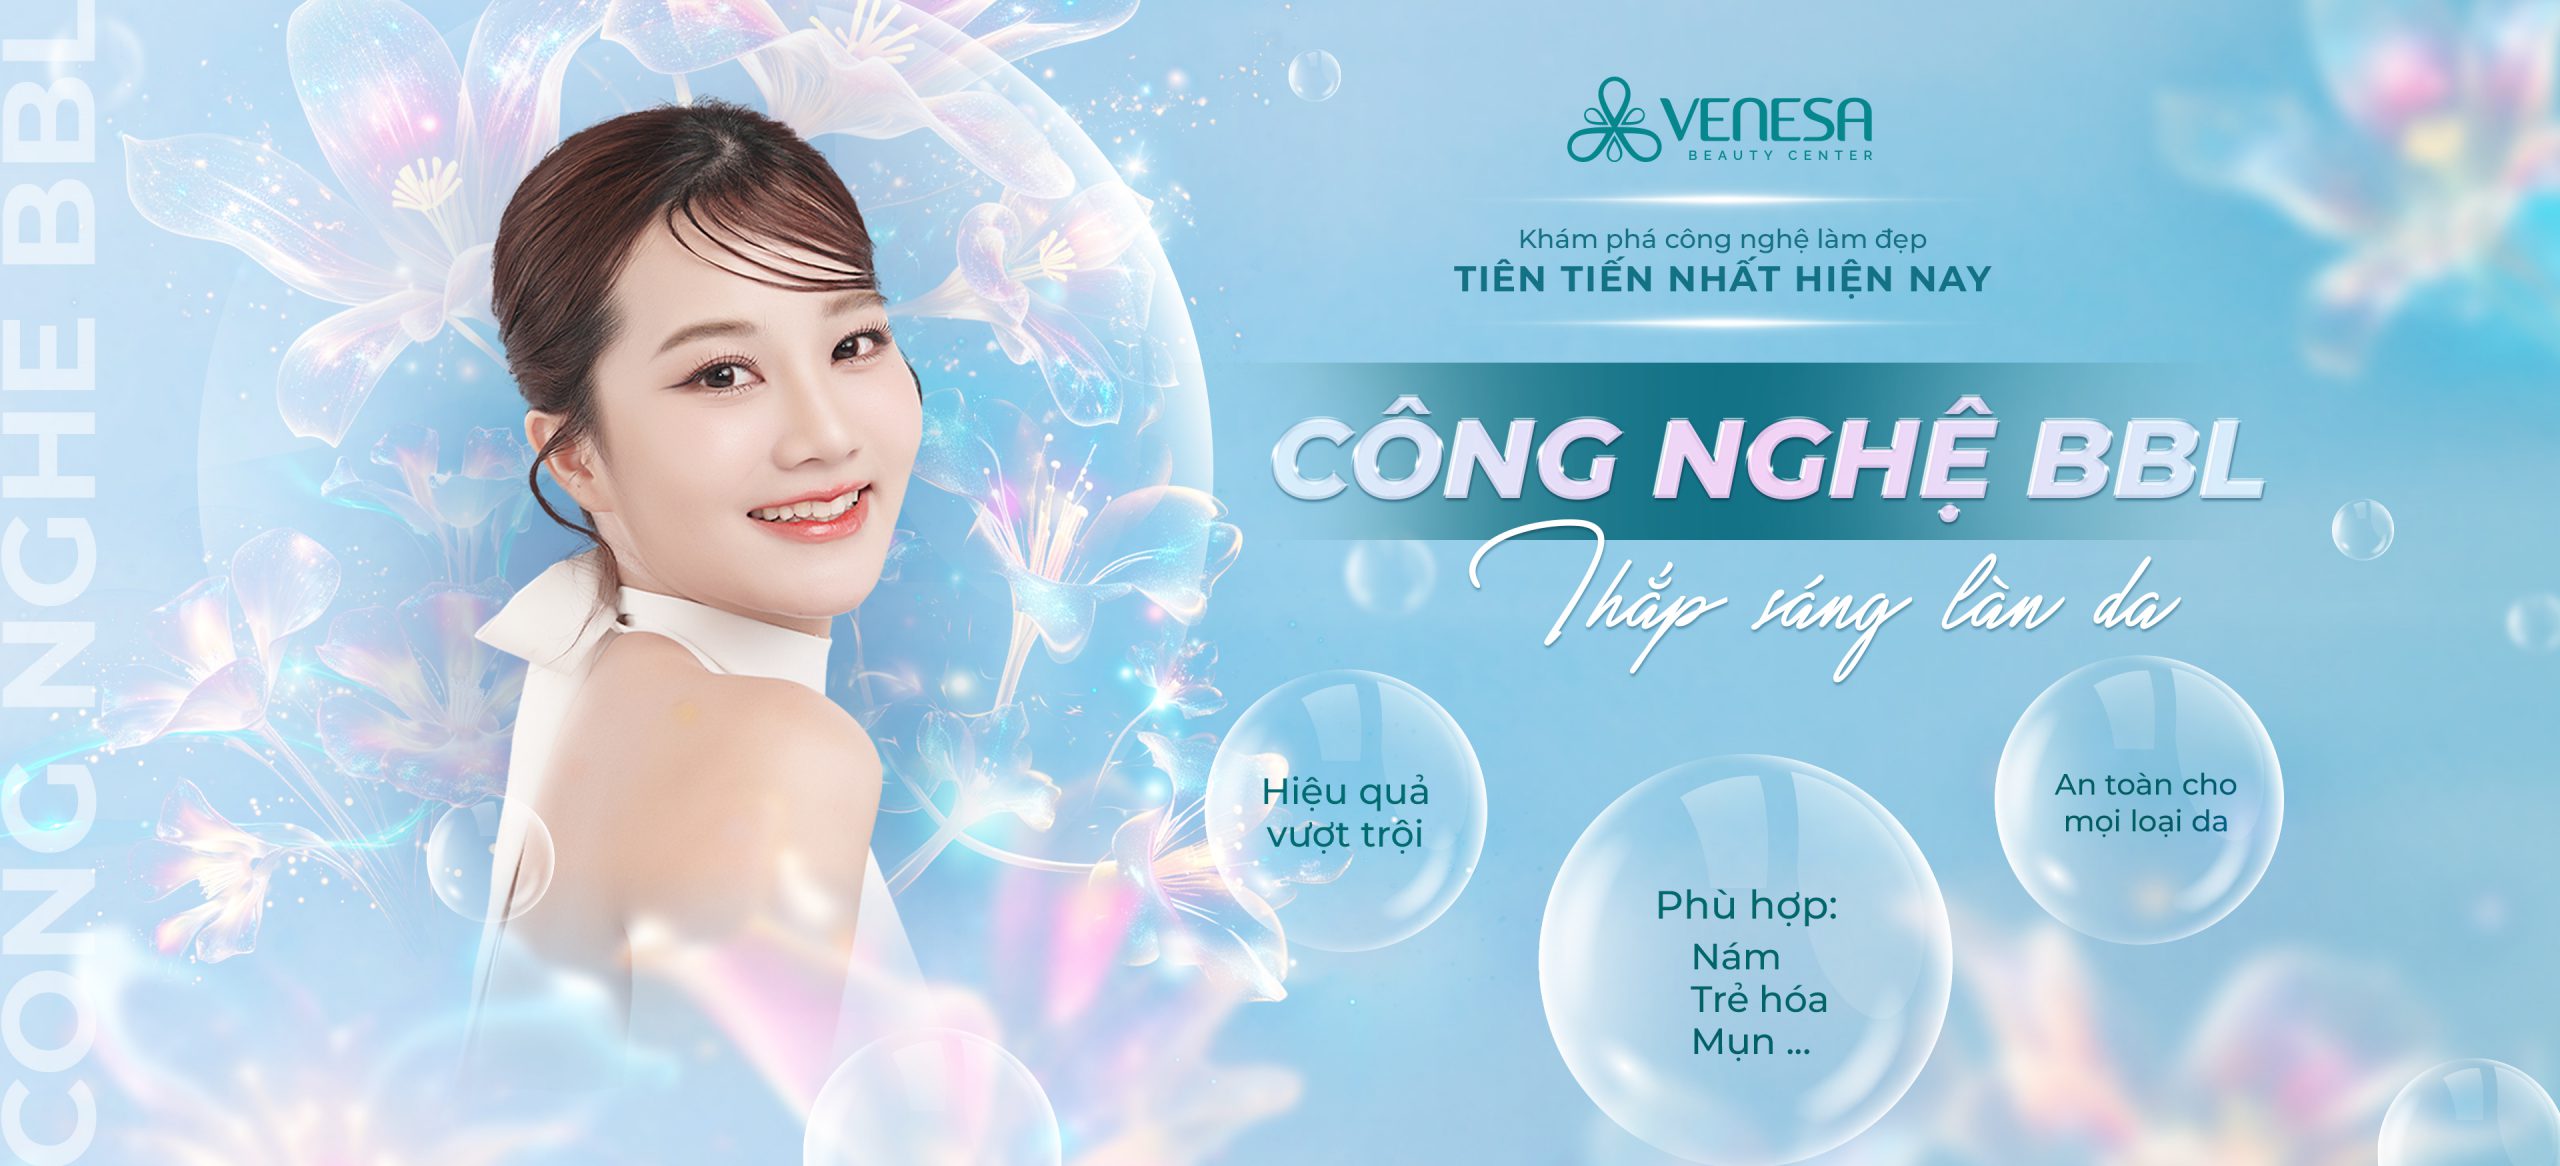 CONG NGHE BBL
VENESA
BEAUTY CENTER
Khám phá công nghệ làm đẹp
TIÊN TIẾN NHẤT HIỆN NAY
CÔNG NGHỆ BBL
Thắp sáng làn da
Hiệu quả
vượt trội
Phù hợp:
Nám
Trẻ hóa
Mụn ...
An toàn cho
mọi loại da